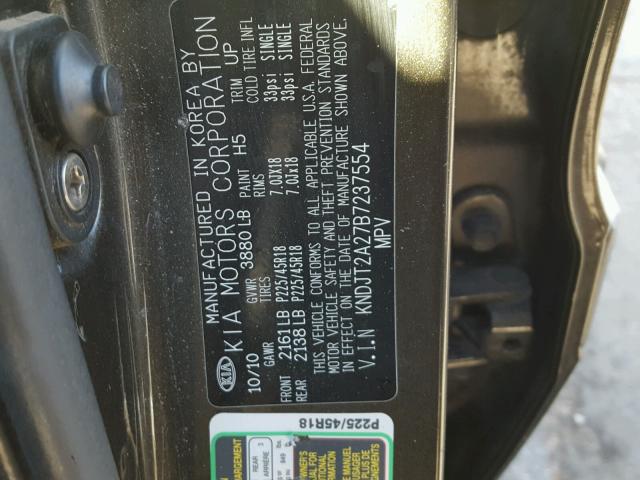 KIA MANUFACTURED IN KOREA BY
KIA MOTORS CORPORATION
10/10 GVWR 3880 LB PAINT H5 TRIM UP
GAWR TIRES RIMS COLD TIRE INFL
FRONT 2161 LB P225/45R18 7.0JX18 33psi SINGLE
REAR 2138 LB P225/45R18 7.0JX18 33psi SINGLE
THIS VEHICLE CONFORMS TO ALL APPLICABLE U.S.A. FEDERAL
MOTOR VEHICLE SAFETY AND THEFT PREVENTION STANDARDS
IN EFFECT ON THE DATE OF MANUFACTURE SHOWN ABOVE.
V.I.N KNDJT2A27B7237554
MPV
P225/45R18
REAR
ARRIÈRE